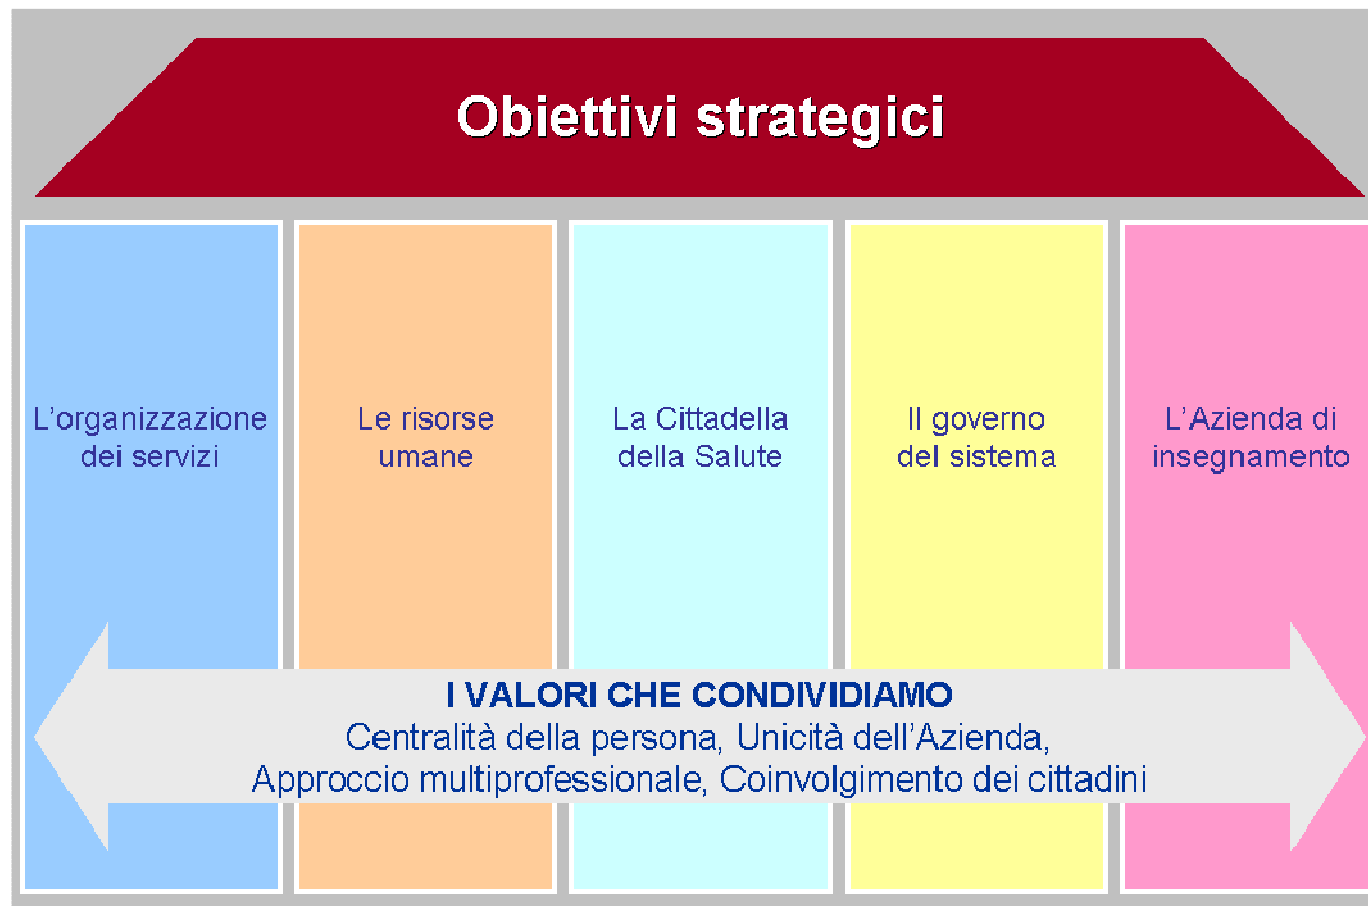 Obiettivi strategici
L’organizzazione
dei servizi
Le risorse
umane
La Cittadella
della Salute
Il governo
del sistema
L’Azienda di
insegnamento
I VALORI CHE CONDIVIDIAMO
Centralità della persona, Unicità dell’Azienda,
Approccio multiprofessionale, Coinvolgimento dei cittadini